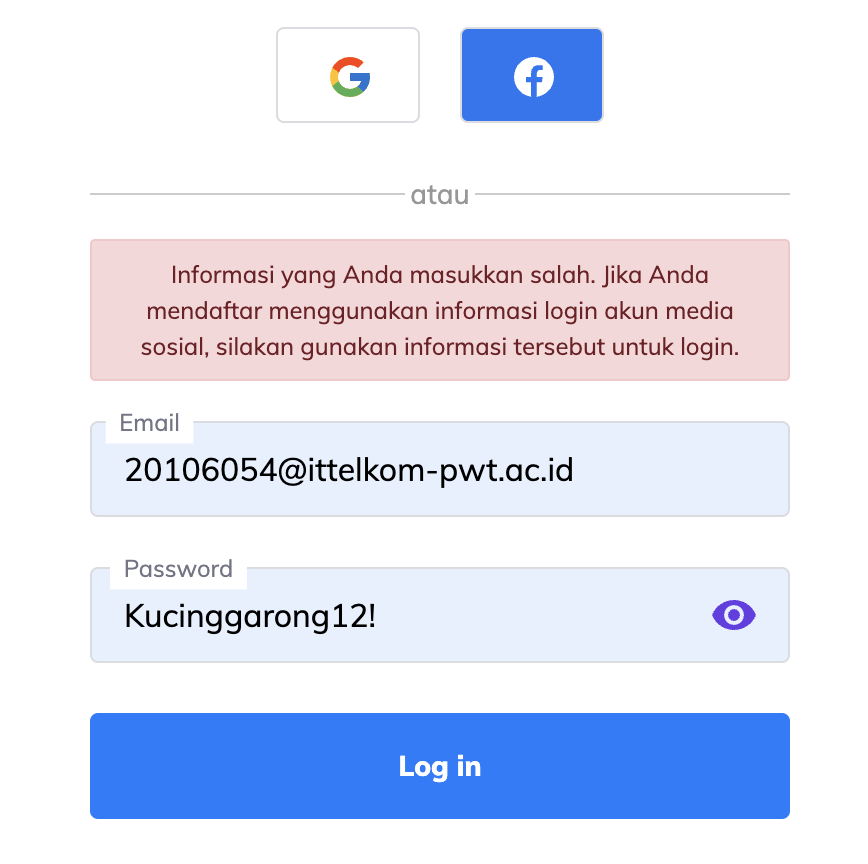 atau
Informasi yang Anda masukkan salah. Jika Anda
mendaftar menggunakan informasi login akun media
sosial, silakan gunakan informasi tersebut untuk login.
Email
20106054@ittelkom-pwt.ac.id
Password
Kucinggarong12!
Log in